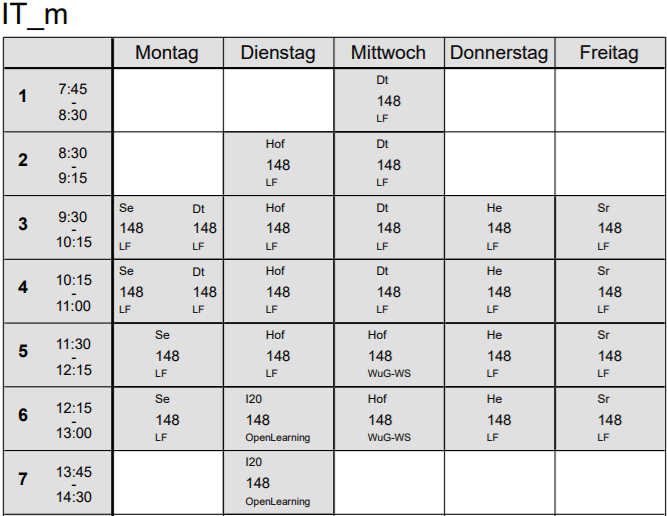 IT_m
Montag Dienstag Mittwoch Donnerstag Freitag
1 7:45 - 8:30
Dt
148
LF
2 8:30 - 9:15
Hof Dt
148 148
LF LF
3 9:30 - 10:15
Se Dt Hof Dt He Sr
148 148 148 148 148 148
LF LF LF LF LF LF
4 10:15 - 11:00
Se Dt Hof Dt He Sr
148 148 148 148 148 148
LF LF LF LF LF LF
5 11:30 - 12:15
Se Hof Hof He Sr
148 148 148 148 148
LF LF WuG-WS LF LF
6 12:15 - 13:00
Se I20 Hof He Sr
148 148 148 148 148
LF OpenLearning WuG-WS LF LF
7 13:45 - 14:30
I20
148
OpenLearning